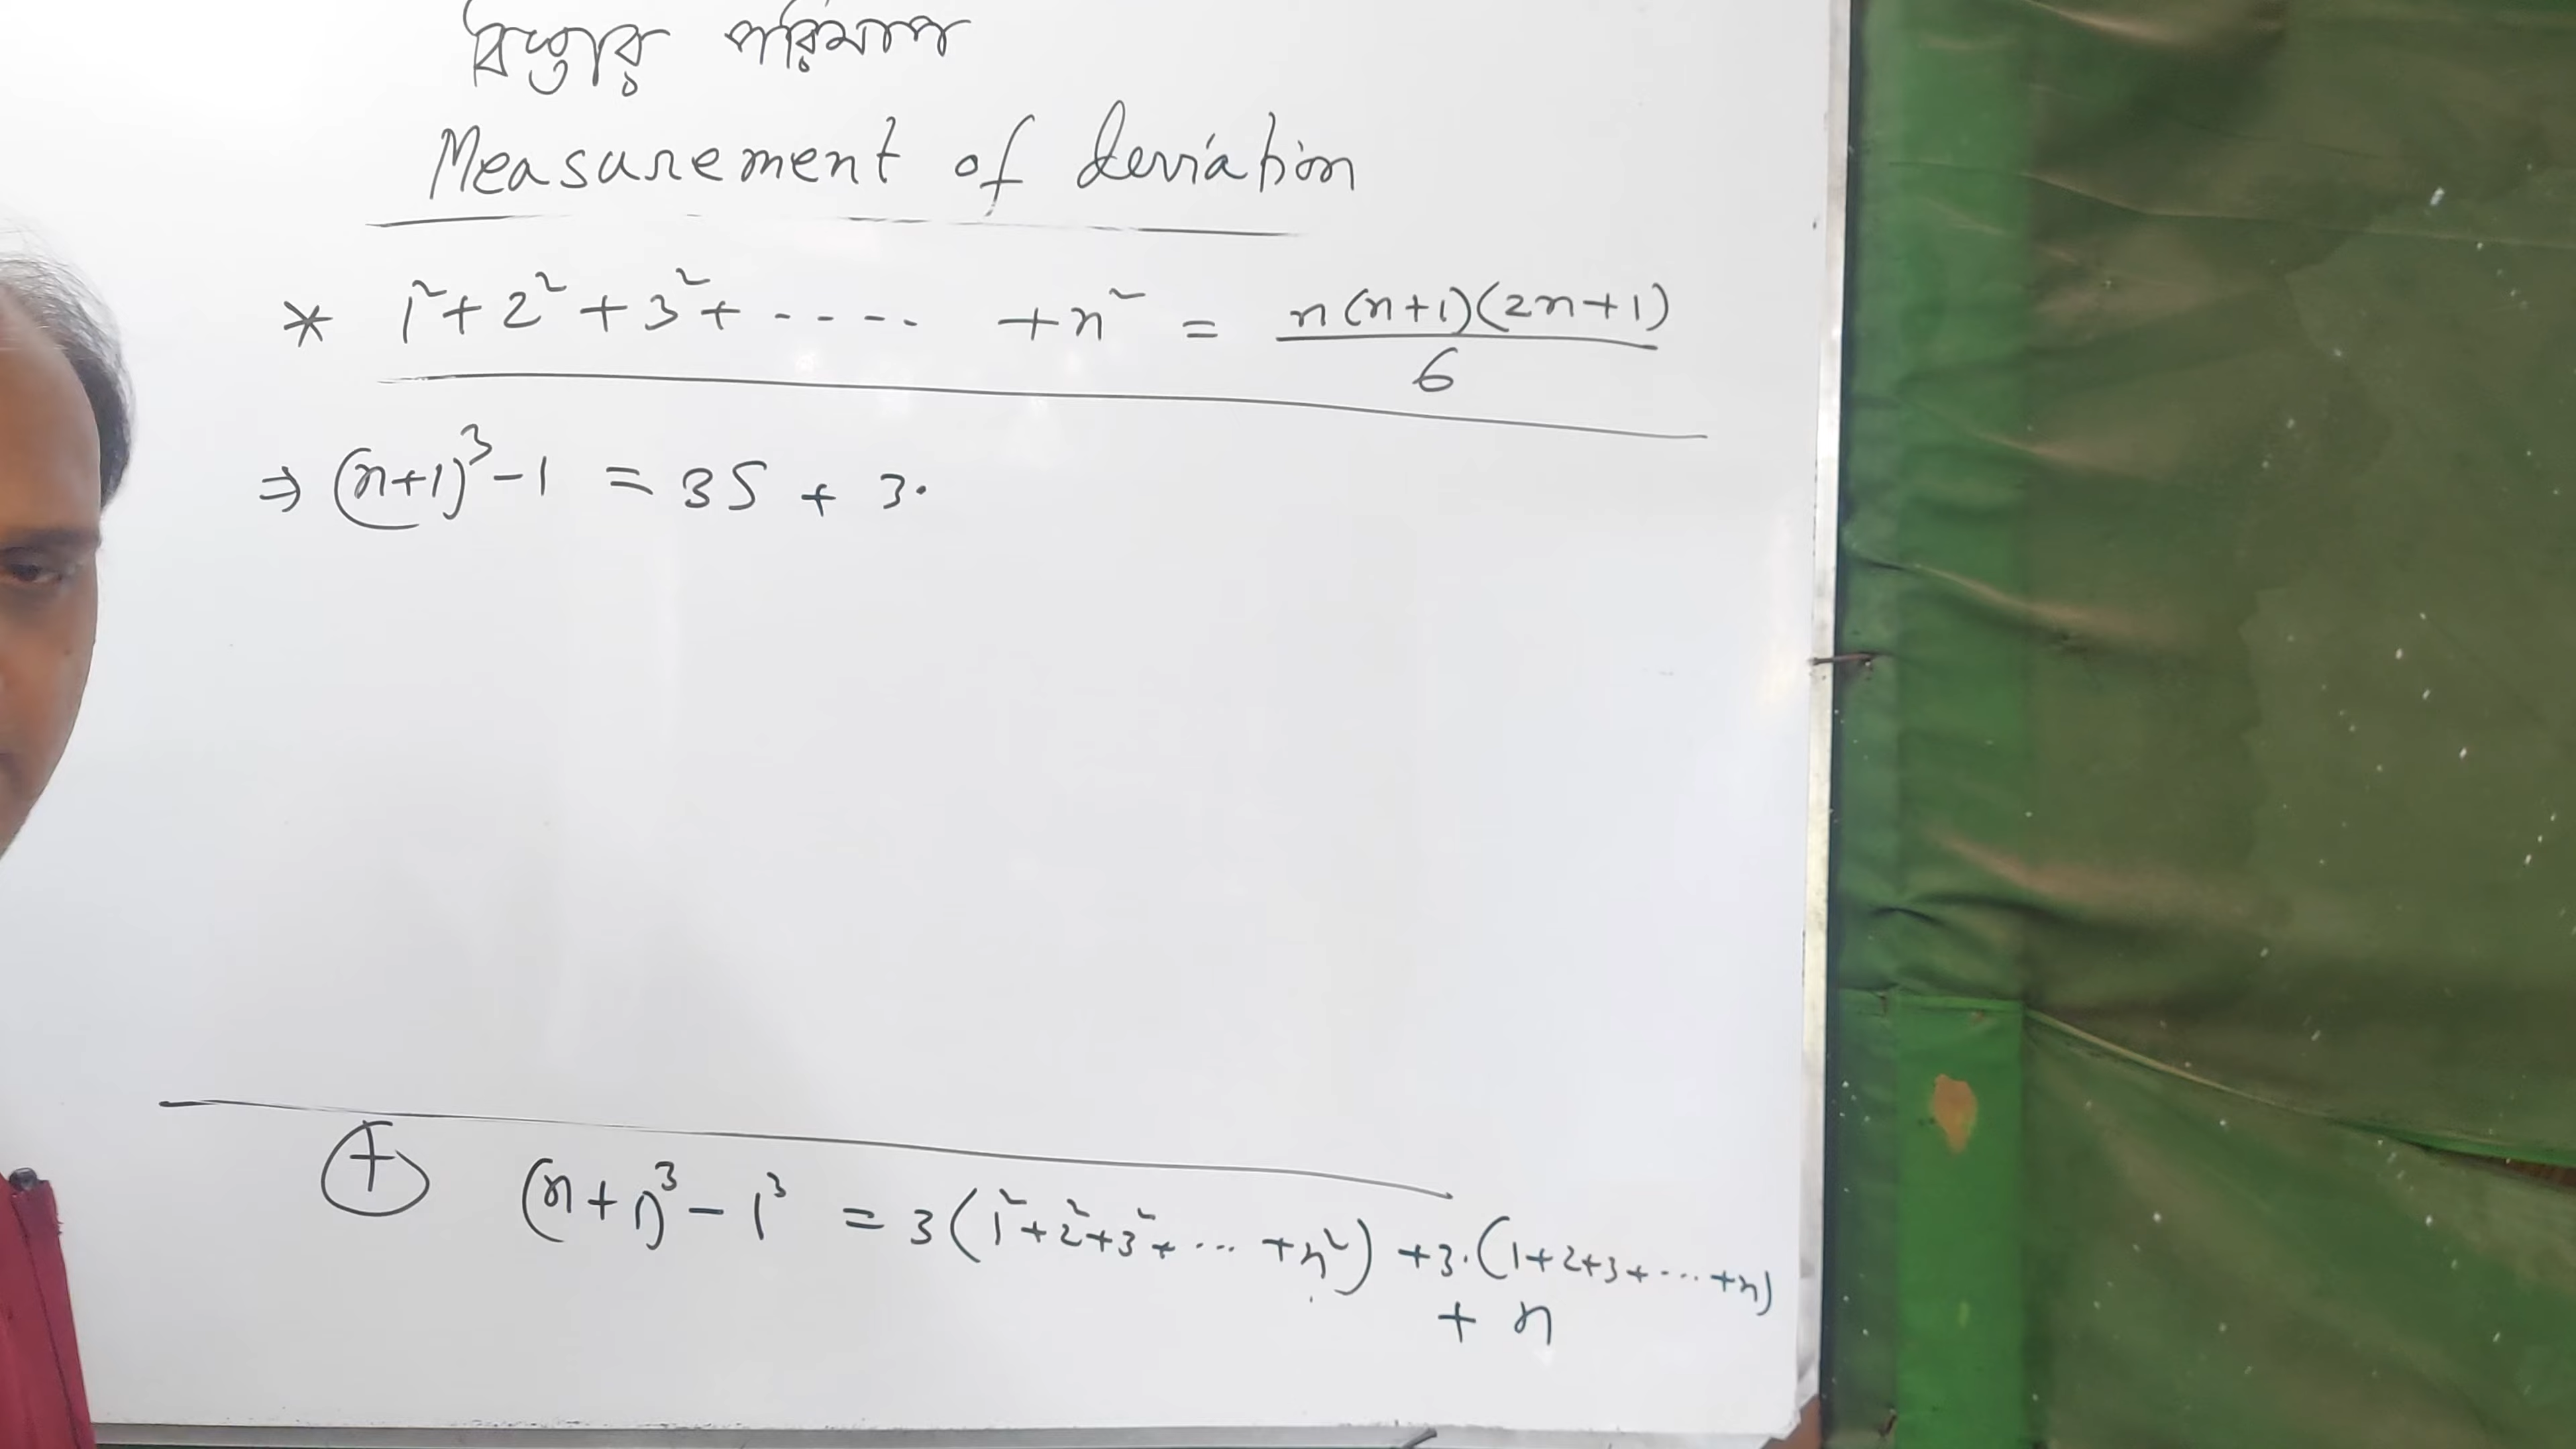 বিস্তার পরিমাপ
Measurement of deviation
* 1² + 2² + 3² + ---- + n² = n(n+1)(2n+1)/6
⇒ (n+1)³ - 1 = 3S + 3.
⊕ (n+1)³ - 1³ = 3(1² + 2² + 3² + ... + n²) + 3.(1+2+3+ ... +n)
+ n